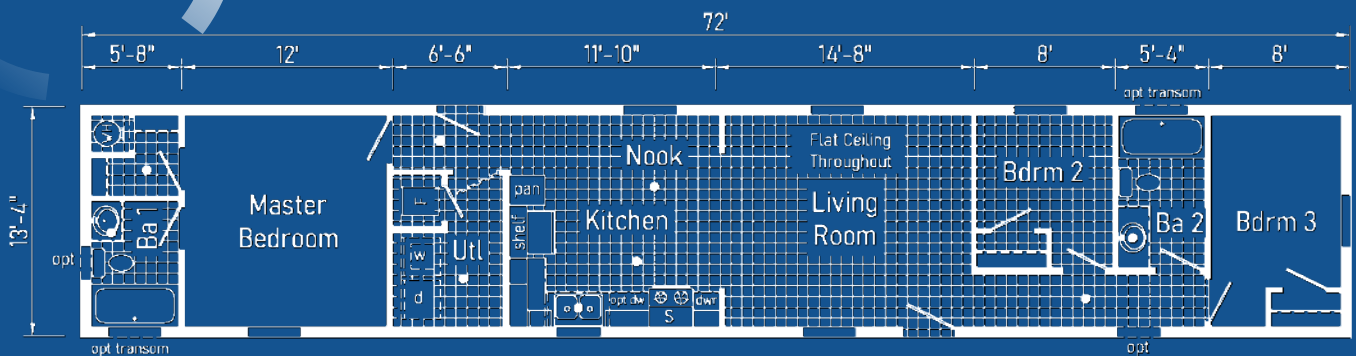 72'
5'-8"
12'
6'-6"
11'-10"
14'-8"
8'
5'-4"
8'
opt transom
13'-4"
WH
Nook
Flat Ceiling
Throughout
Bdrm 2
pan
F
Master
Bedroom
Ba 1
Kitchen
Living
Room
Ba 2
Bdrm 3
shelf
Utl
w
opt
d
opt dw
dwr
S
opt transom
opt